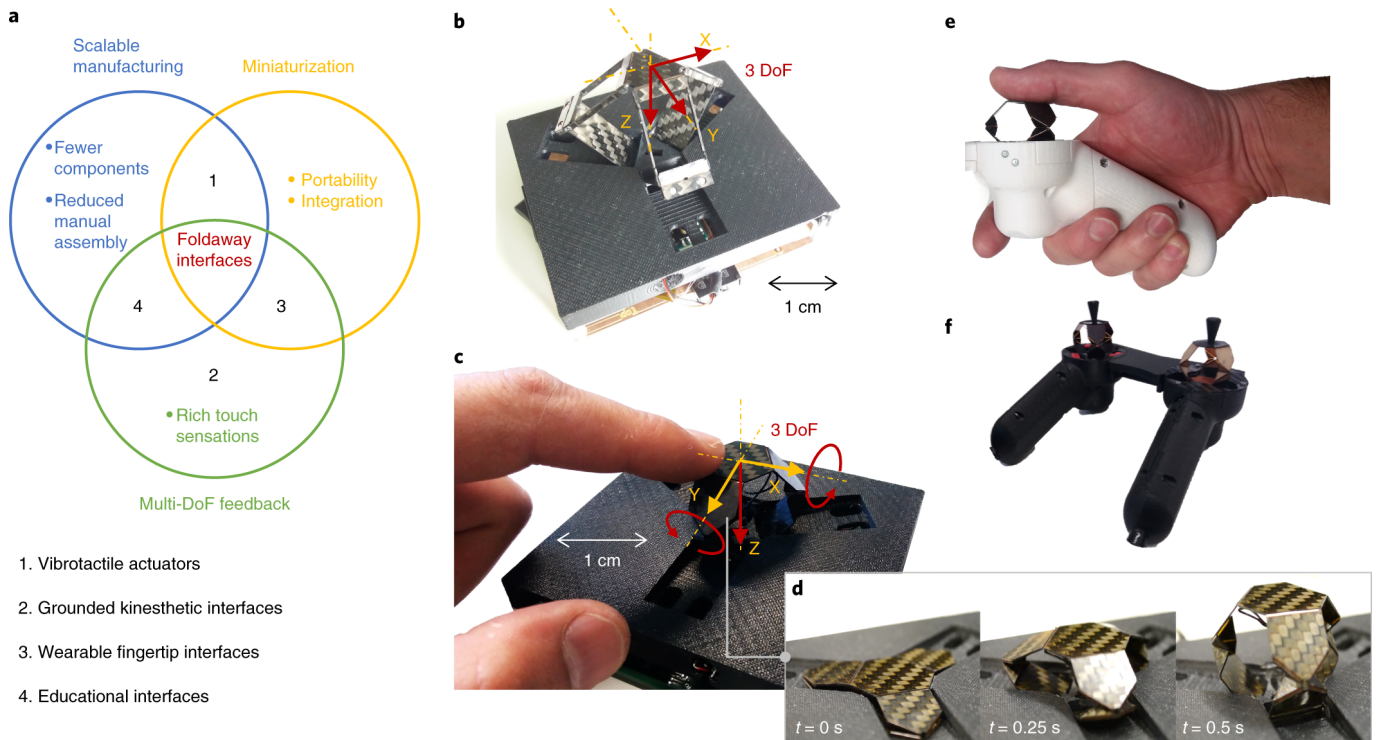 a
Scalable
manufacturing
Miniaturization
• Fewer
components
• Reduced
manual
assembly
1
• Portability
• Integration
Foldaway
interfaces
4
3
2
• Rich touch
sensations
Multi-DoF feedback
1. Vibrotactile actuators
2. Grounded kinesthetic interfaces
3. Wearable fingertip interfaces
4. Educational interfaces
b
X
3 DoF
Z
Y
1 cm
c
3 DoF
Y
X
Z
1 cm
d
t = 0 s
t = 0.25 s
t = 0.5 s
e
f